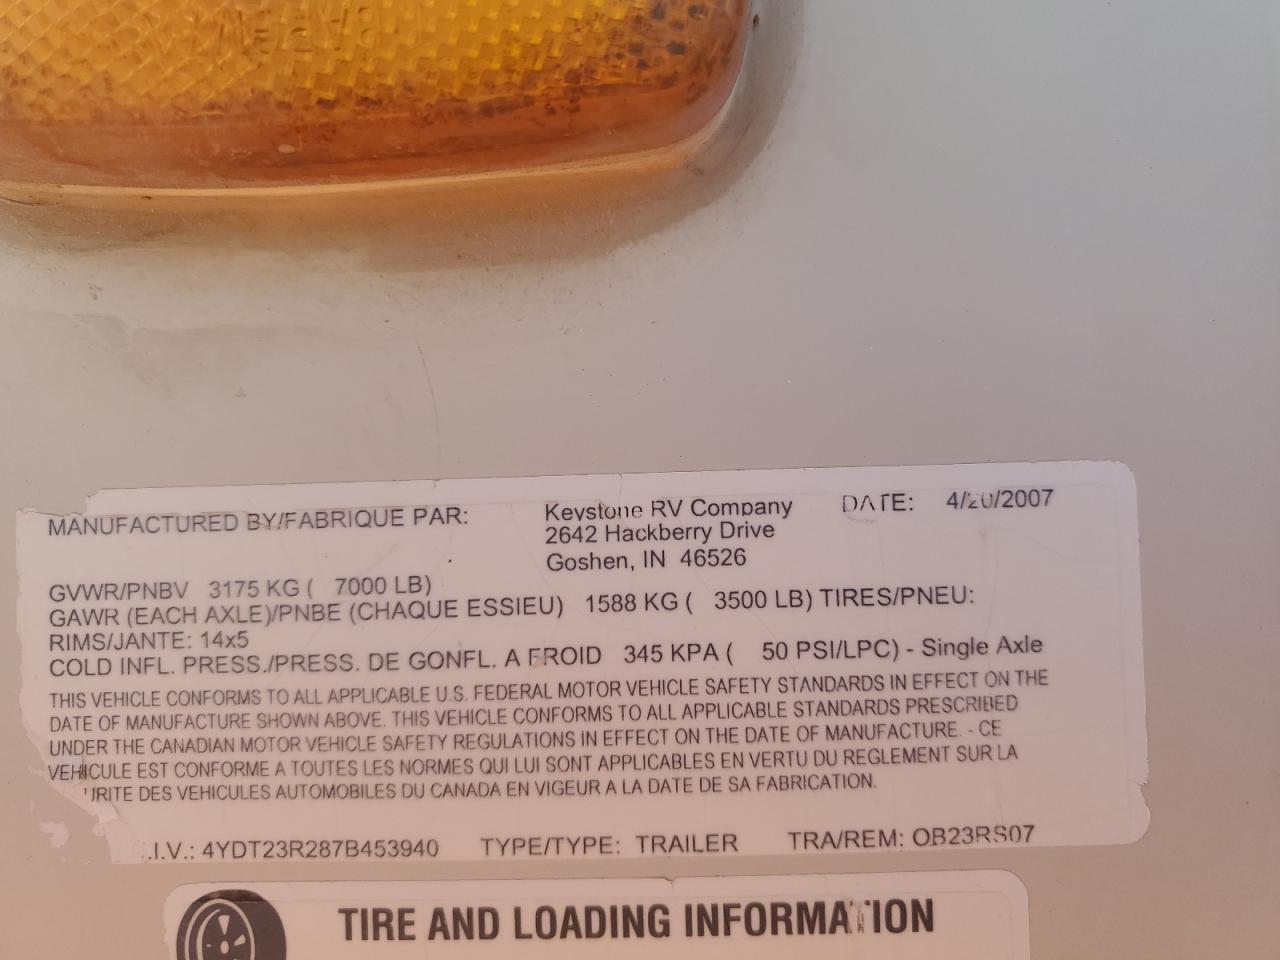 MANUFACTURED BY/FABRIQUE PAR: Keystone RV Company DATE: 4/20/2007
2642 Hackberry Drive
Goshen, IN 46526
GVWR/PNBV 3175 KG ( 7000 LB)
GAWR (EACH AXLE)/PNBE (CHAQUE ESSIEU) 1588 KG ( 3500 LB) TIRES/PNEU:
RIMS/JANTE: 14x5
COLD INFL. PRESS./PRESS. DE GONFL. A FROID 345 KPA ( 50 PSI/LPC) - Single Axle
THIS VEHICLE CONFORMS TO ALL APPLICABLE U.S. FEDERAL MOTOR VEHICLE SAFETY STANDARDS IN EFFECT ON THE
DATE OF MANUFACTURE SHOWN ABOVE. THIS VEHICLE CONFORMS TO ALL APPLICABLE STANDARDS PRESCRIBED
UNDER THE CANADIAN MOTOR VEHICLE SAFETY REGULATIONS IN EFFECT ON THE DATE OF MANUFACTURE. - CE
VEHICULE EST CONFORME A TOUTES LES NORMES QUI LUI SONT APPLICABLES EN VERTU DU REGLEMENT SUR LA
URITE DES VEHICULES AUTOMOBILES DU CANADA EN VIGEUR A LA DATE DE SA FABRICATION.
.I.V.: 4YDT23R287B453940 TYPE/TYPE: TRAILER TRA/REM: OB23RS07
TIRE AND LOADING INFORMATION